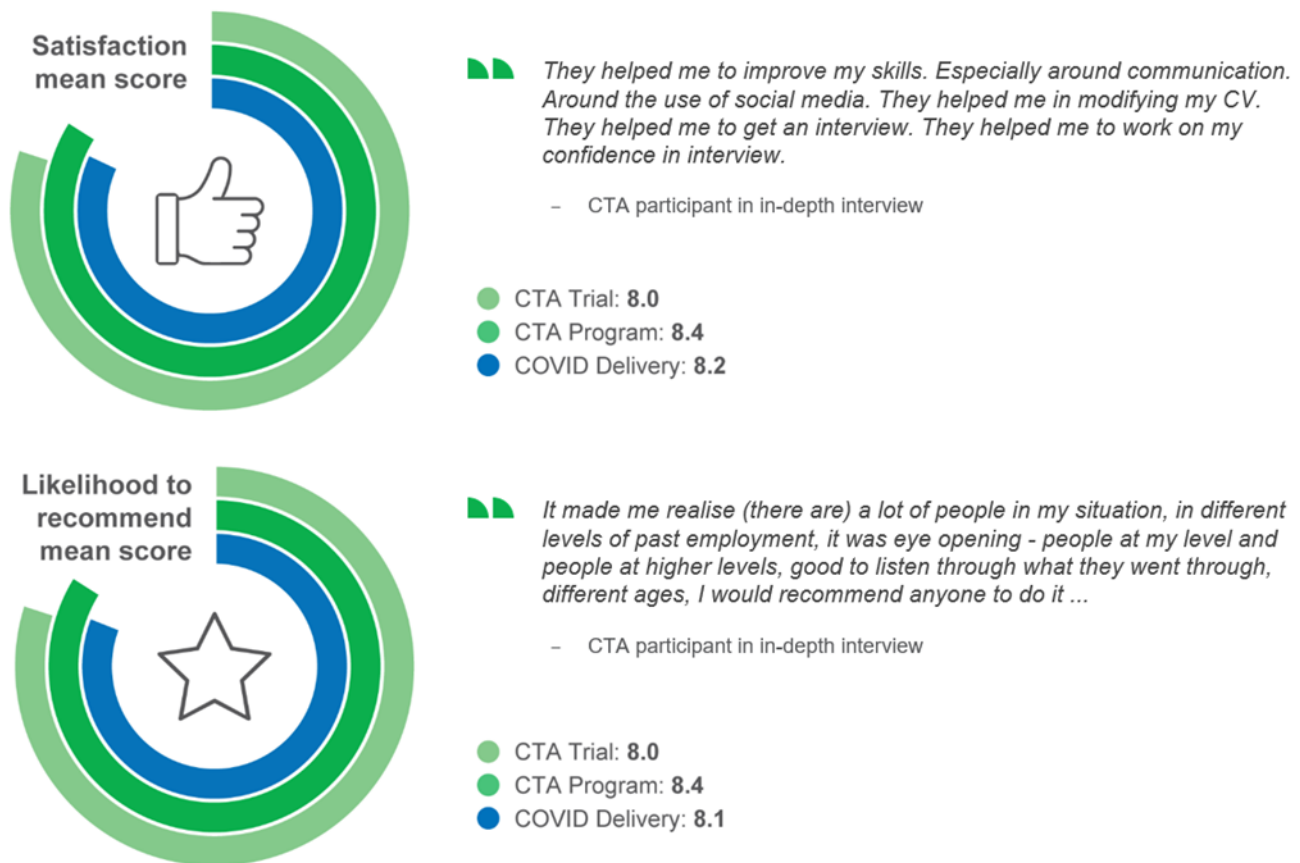 Satisfaction
mean score
They helped me to improve my skills. Especially around communication.
Around the use of social media. They helped me in modifying my CV.
They helped me to get an interview. They helped me to work on my
confidence in interview.
– CTA participant in in-depth interview
CTA Trial: 8.0
CTA Program: 8.4
COVID Delivery: 8.2
Likelihood to
recommend
mean score
It made me realise (there are) a lot of people in my situation, in different
levels of past employment, it was eye opening - people at my level and
people at higher levels, good to listen through what they went through,
different ages, I would recommend anyone to do it ...
– CTA participant in in-depth interview
CTA Trial: 8.0
CTA Program: 8.4
COVID Delivery: 8.1